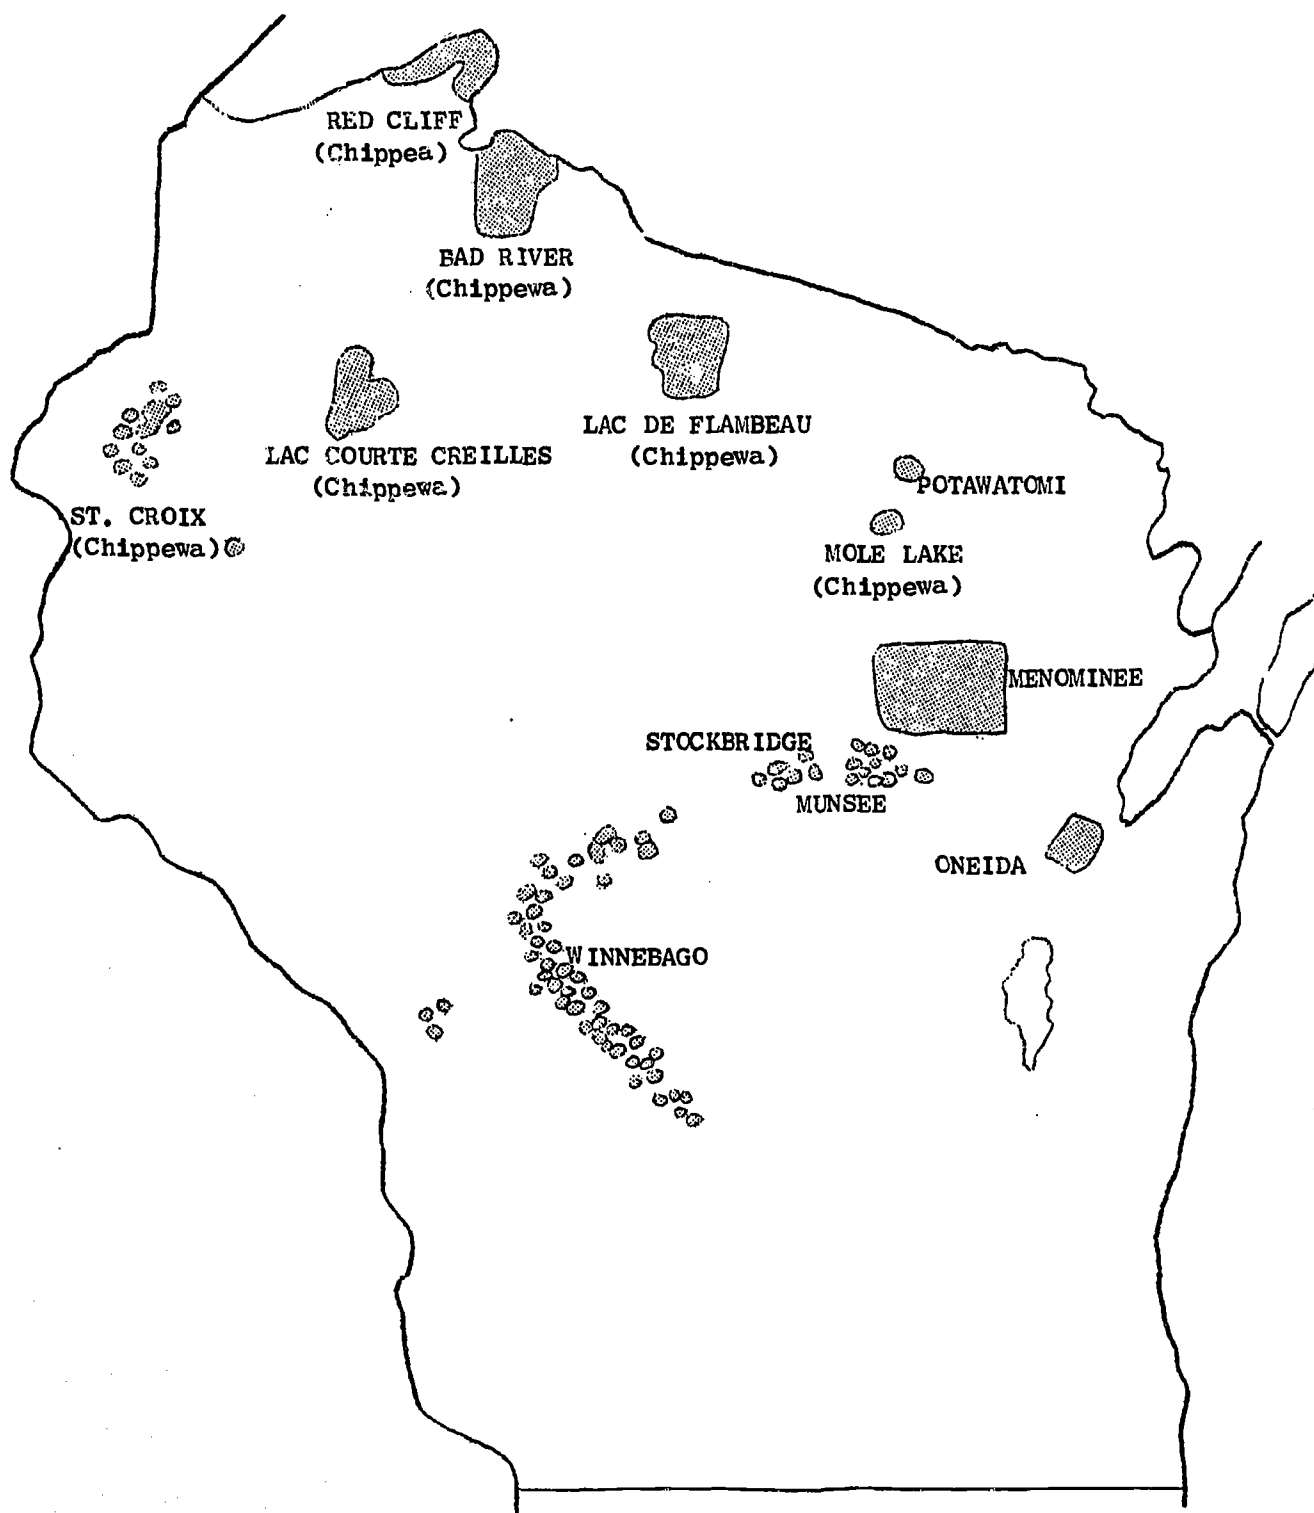 RED CLIFF
(Chippea)
BAD RIVER
(Chippewa)
LAC DE FLAMBEAU
(Chippewa)
LAC COURTE CREILLES
(Chippewa)
POTAWATOMI
ST. CROIX
(Chippewa)
MOLE LAKE
(Chippewa)
MENOMINEE
STOCKBRIDGE
MUNSEE
ONEIDA
WINNEBAGO